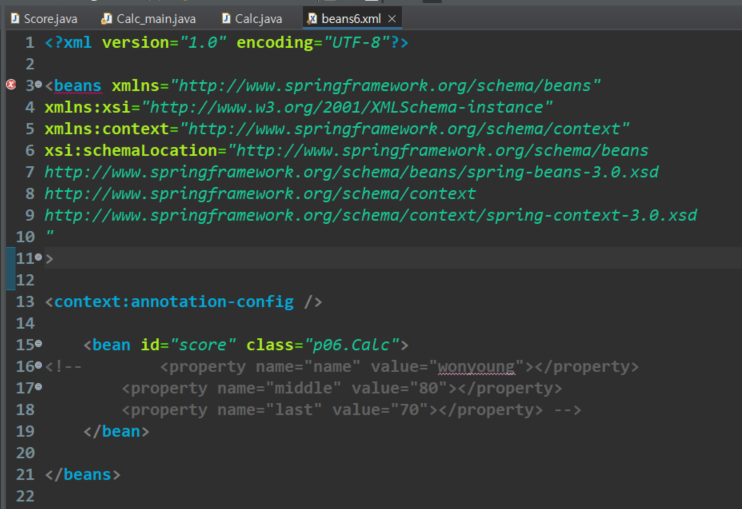 Score.java Calc_main.java Calc.java beans6.xml
1 <?xml version="1.0" encoding="UTF-8"?>
2
3 <beans xmlns="http://www.springframework.org/schema/beans"
4 xmlns:xsi="http://www.w3.org/2001/XMLSchema-instance"
5 xmlns:context="http://www.springframework.org/schema/context"
6 xsi:schemaLocation="http://www.springframework.org/schema/beans
7 http://www.springframework.org/schema/beans/spring-beans-3.0.xsd
8 http://www.springframework.org/schema/context
9 http://www.springframework.org/schema/context/spring-context-3.0.xsd
10 "
11 >
12
13 <context:annotation-config />
14
15     <bean id="score" class="p06.Calc">
16 <!--        <property name="name" value="wonyoung"></property>
17         <property name="middle" value="80"></property>
18         <property name="last" value="70"></property> -->
19     </bean>
20
21 </beans>
22